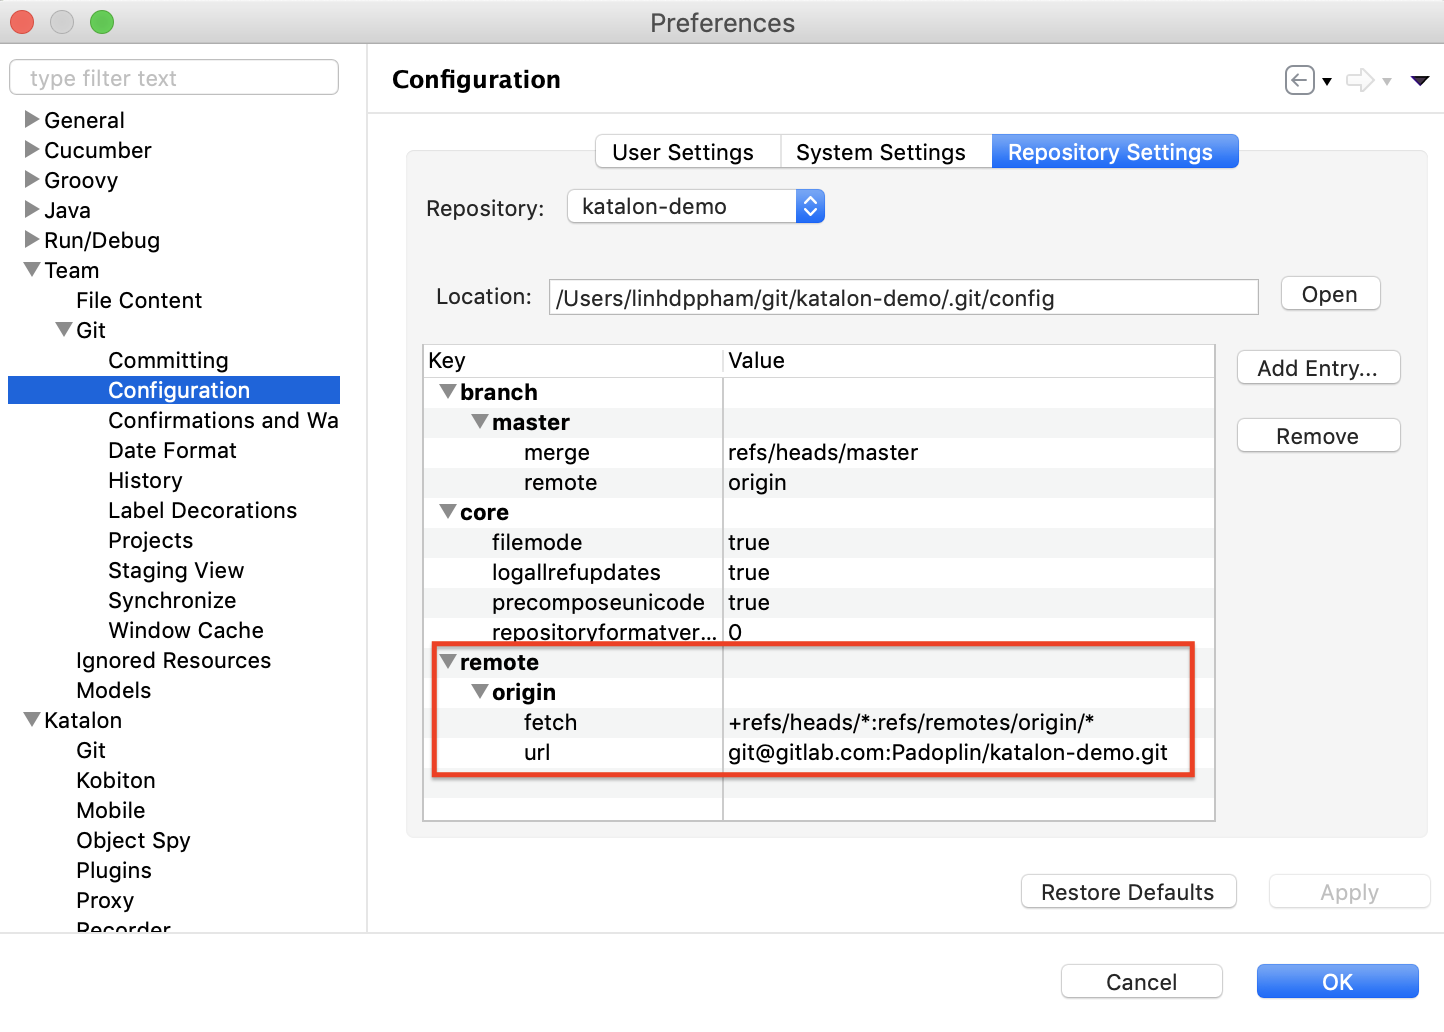 Preferences
type filter text
General
Cucumber
Groovy
Java
Run/Debug
Team
File Content
Git
Committing
Configuration
Confirmations and Wa
Date Format
History
Label Decorations
Projects
Staging View
Synchronize
Window Cache
Ignored Resources
Models
Katalon
Git
Kobiton
Mobile
Object Spy
Plugins
Proxy
Recorder
Configuration
User Settings System Settings Repository Settings
Repository: katalon-demo
Location: /Users/linhdppham/git/katalon-demo/.git/config Open
Key Value
branch
master
merge refs/heads/master
remote origin
core
filemode true
logallrefupdates true
precomposeunicode true
repositoryformatver... 0
remote
origin
fetch +refs/heads/*:refs/remotes/origin/*
url git@gitlab.com:Padoplin/katalon-demo.git
Add Entry...
Remove
Restore Defaults Apply
Cancel OK